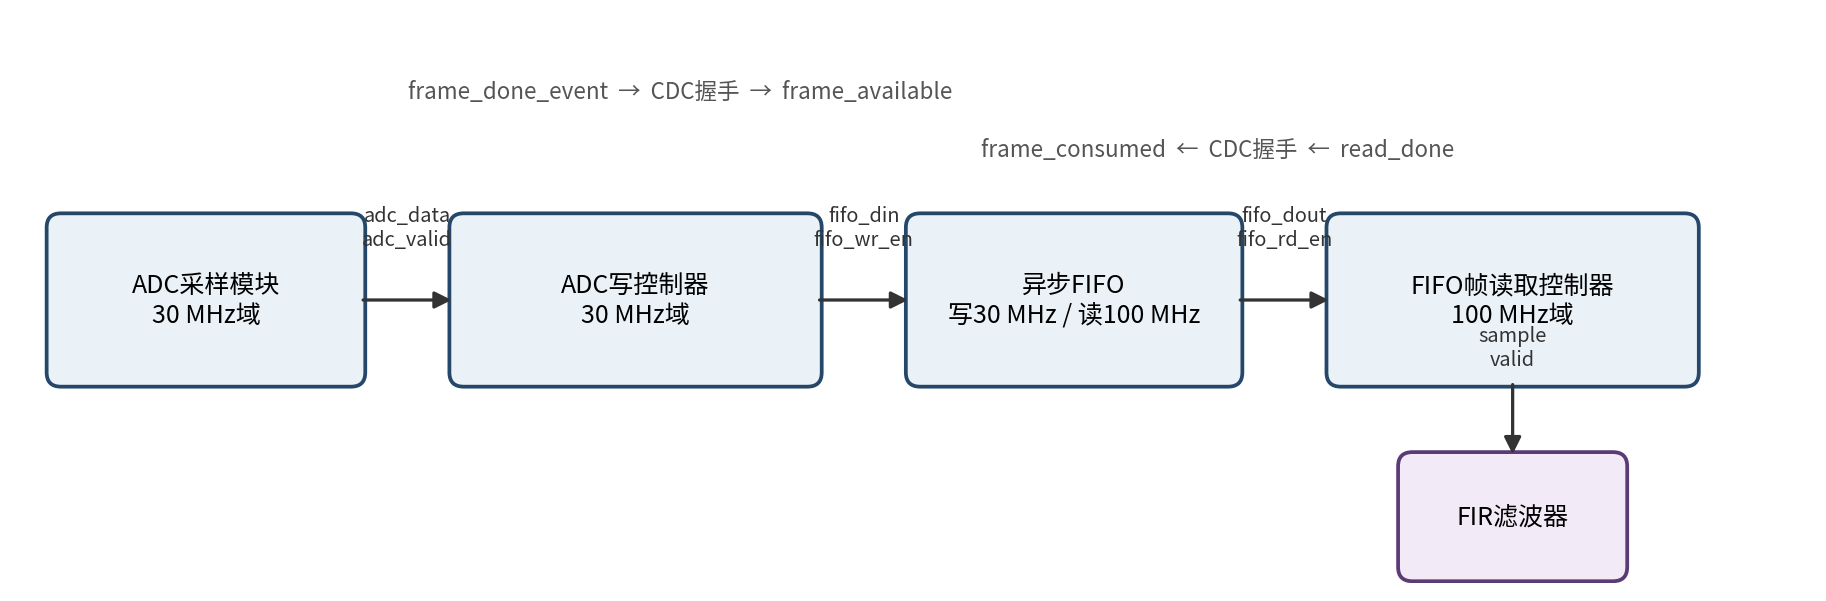 frame_done_event → CDC握手 → frame_available
frame_consumed ← CDC握手 ← read_done
adc_data
adc_valid
fifo_din
fifo_wr_en
fifo_dout
fifo_rd_en
ADC采样模块
30 MHz域
ADC写控制器
30 MHz域
异步FIFO
写30 MHz / 读100 MHz
FIFO帧读取控制器
100 MHz域
sample
valid
FIR滤波器